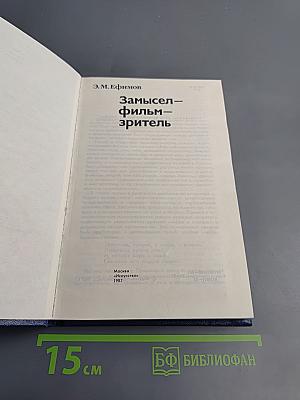 Э.М.Ефимов
Замысел–
фильм–
зритель
Москва
«Искусство»
1987
15 см
БФ БИБЛИОФАН